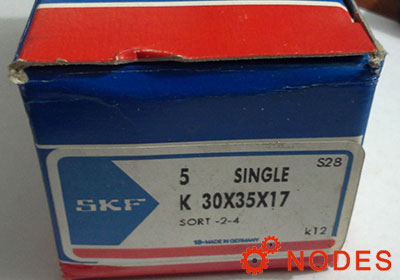 S28
5 SINGLE
SKF
K 30X35X17
SORT -2-4
k12
MADE IN GERMANY
NODES